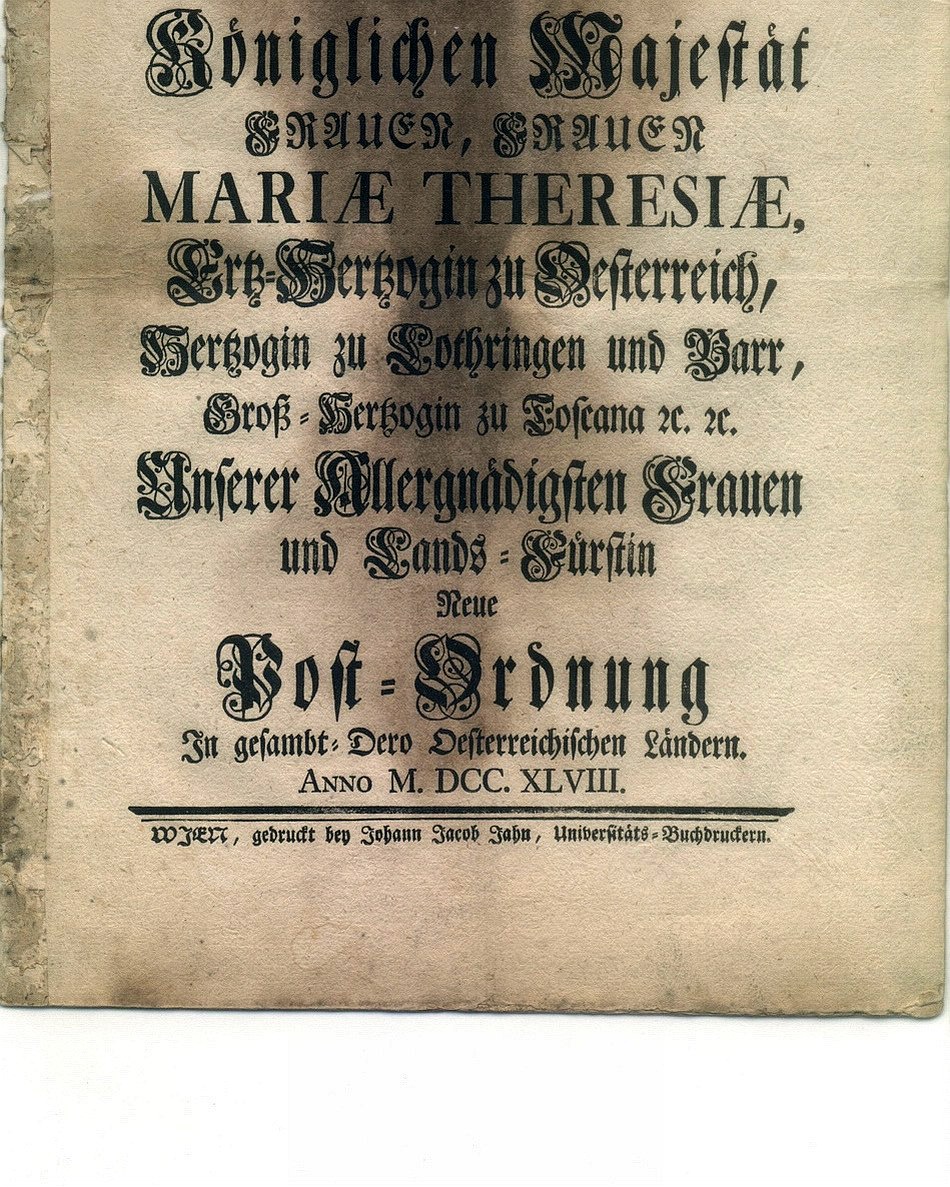 Königlichen Majestät
FRAUEN, FRAUEN
MARIÆ THERESIÆ,
Ertz-Hertzogin zu Oesterreich,
Hertzogin zu Lothringen und Barr,
Groß-Hertzogin zu Toscana ꝛc. ꝛc.
Unserer Allergnädigsten Frauen
und Lands-Fürstin
Neue
Post-Ordnung
In gesambt-Dero Oesterreichischen Ländern.
ANNO M. DCC. XLVIII.
WIEN, gedruckt bey Johann Jacob Jahn, Universitäts-Buchdruckern.